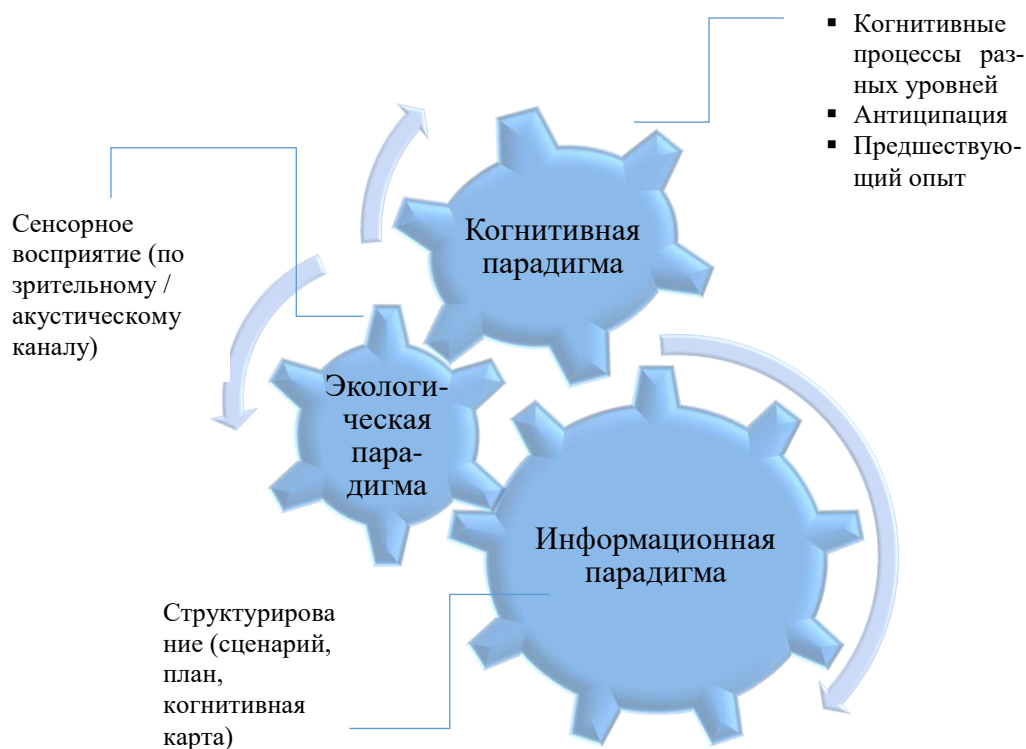 Когнитивные
процессы раз-
ных уровней
Антиципация
Предшествую-
щий опыт
Когнитивная
парадигма
Сенсорное
восприятие (по
зрительному /
акустическому
каналу)
Экологи-
ческая
пара-
дигма
Информационная
парадигма
Структурирова
ние (сценарий,
план,
когнитивная
карта)